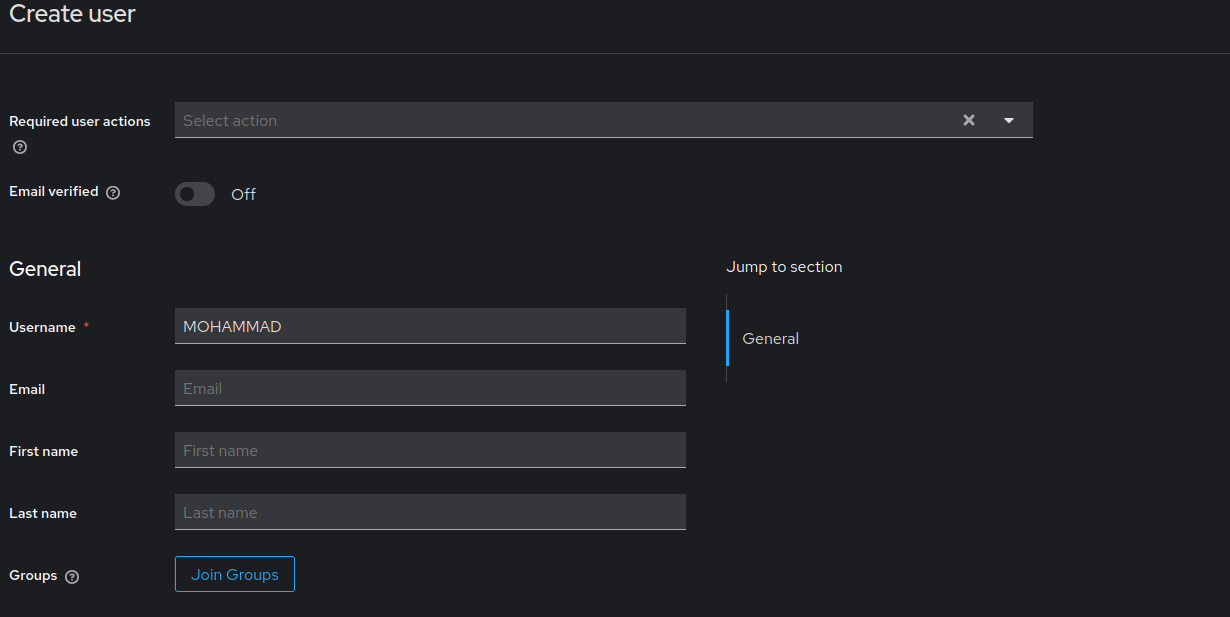 Create user
Required user actions
Select action
Email verified
Off
General
Jump to section
Username *
MOHAMMAD
General
Email
Email
First name
First name
Last name
Last name
Groups
Join Groups